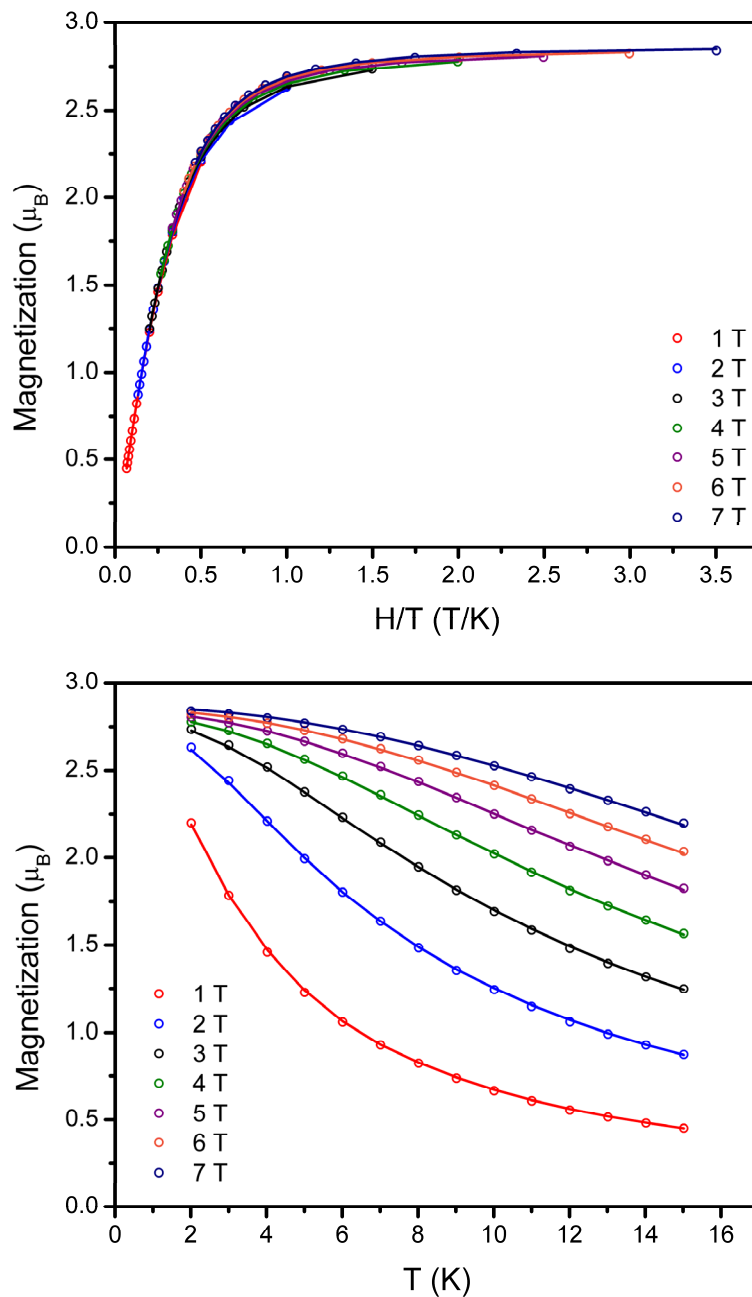 3.0
2.5
2.0
1.5
1.0
0.5
0.0
Magnetization (μB)
1 T
2 T
3 T
4 T
5 T
6 T
7 T
0.0 0.5 1.0 1.5 2.0 2.5 3.0 3.5
H/T (T/K)
3.0
2.5
2.0
1.5
1.0
0.5
0.0
Magnetization (μB)
1 T
2 T
3 T
4 T
5 T
6 T
7 T
0 2 4 6 8 10 12 14 16
T (K)